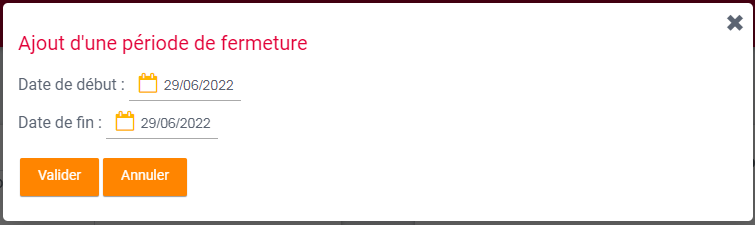 Ajout d'une période de fermeture
Date de début : 29/06/2022
Date de fin : 29/06/2022
Valider Annuler